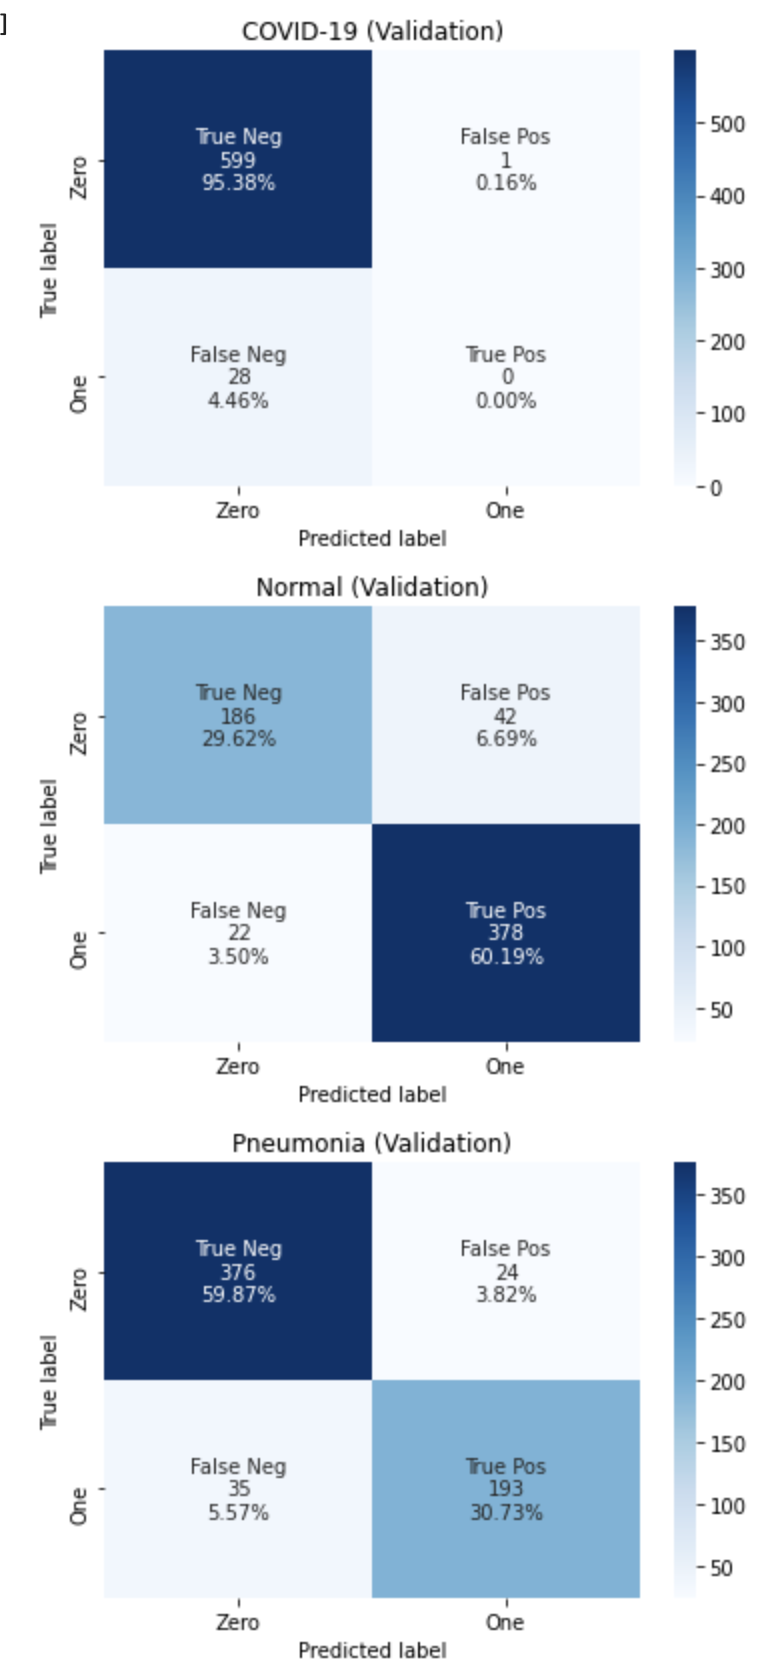 ]
COVID-19 (Validation)
True Neg
599
95.38%
False Pos
1
0.16%
False Neg
28
4.46%
True Pos
0
0.00%
Zero
One
True label
Zero
One
Predicted label
500
400
300
200
100
0
Normal (Validation)
True Neg
186
29.62%
False Pos
42
6.69%
False Neg
22
3.50%
True Pos
378
60.19%
Zero
One
True label
Zero
One
Predicted label
350
300
250
200
150
100
50
Pneumonia (Validation)
True Neg
376
59.87%
False Pos
24
3.82%
False Neg
35
5.57%
True Pos
193
30.73%
Zero
One
True label
Zero
One
Predicted label
350
300
250
200
150
100
50